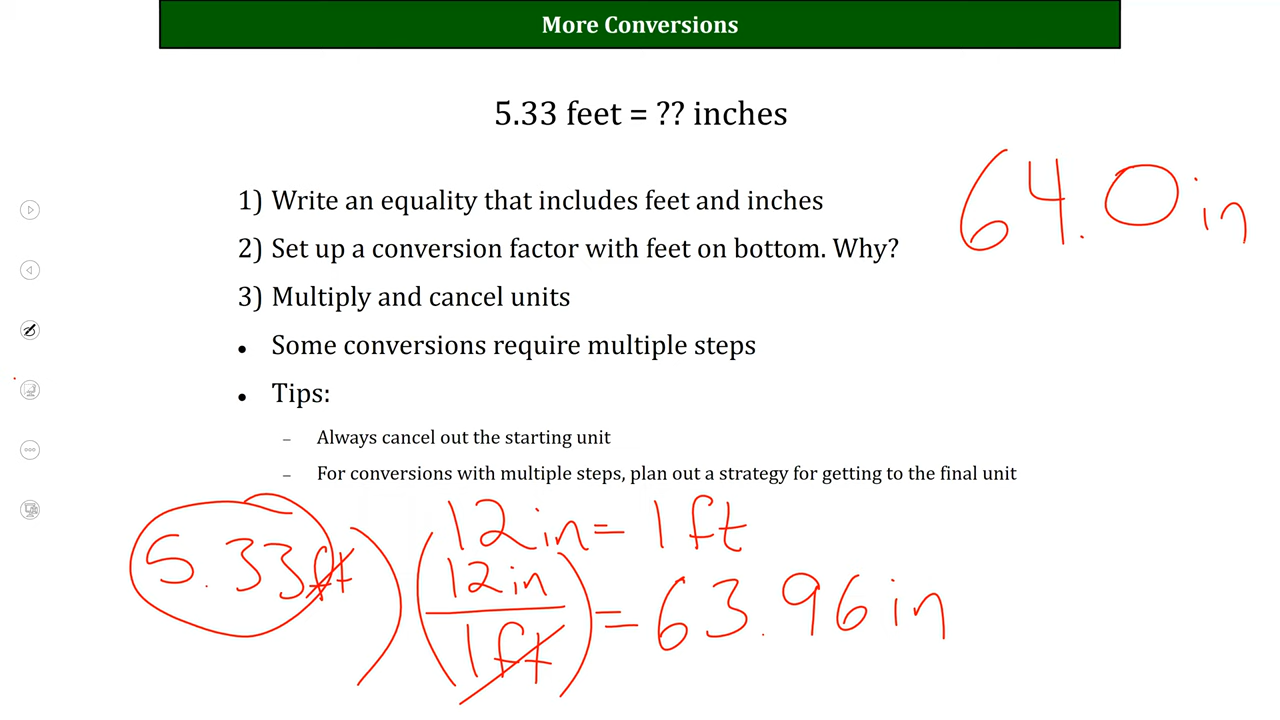 More Conversions
5.33 feet = ?? inches
64.0 in
1) Write an equality that includes feet and inches
2) Set up a conversion factor with feet on bottom. Why?
3) Multiply and cancel units
• Some conversions require multiple steps
• Tips:
– Always cancel out the starting unit
– For conversions with multiple steps, plan out a strategy for getting to the final unit
12 in = 1 ft
5.33 ft) (12 in / 1 ft) = 63.96 in